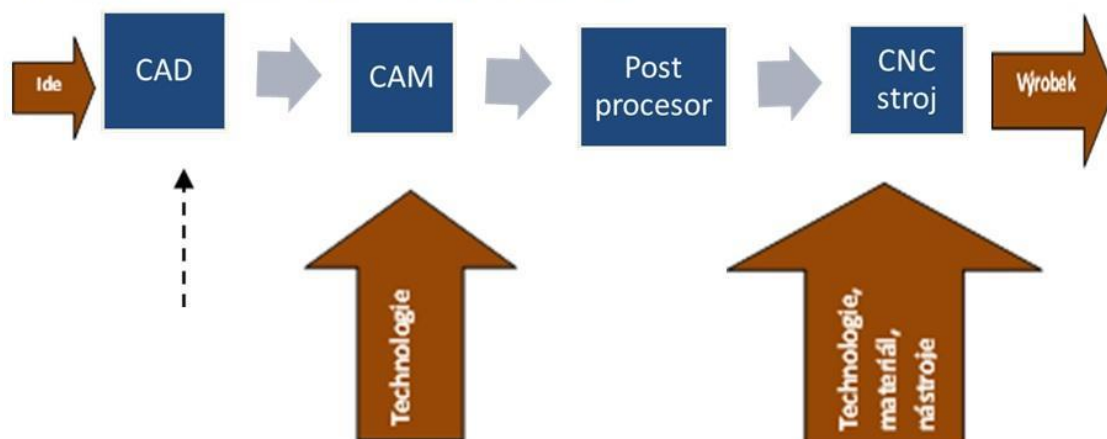 Ide
CAD
CAM
Post
procesor
CNC
stroj
Výrobek
Technologie
Technologie,
materiál,
nástroje